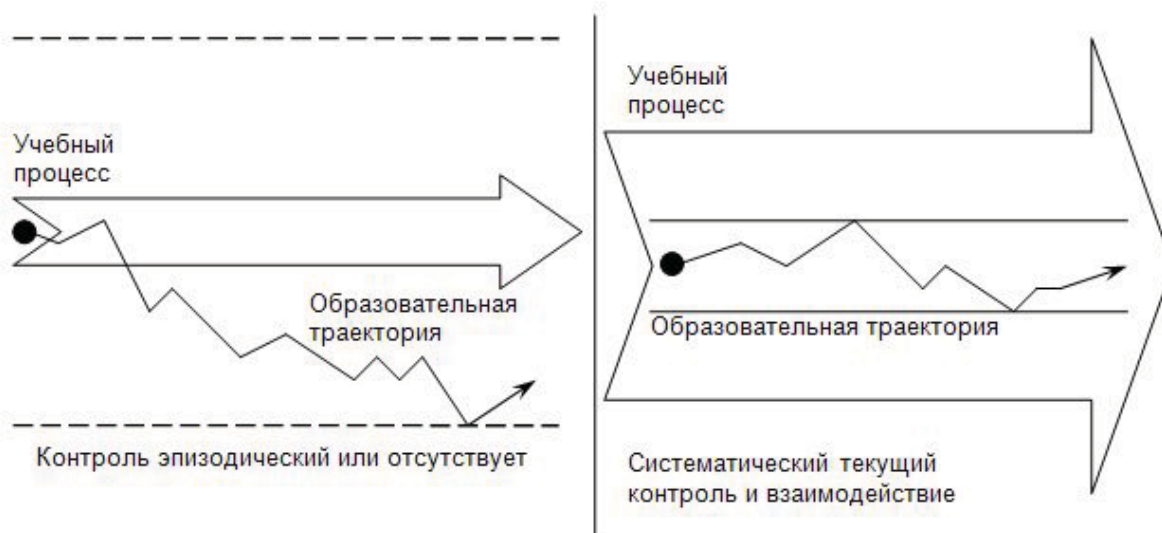 Учебный
процесс
Образовательная
траектория
Контроль эпизодический или отсутствует
Учебный
процесс
Образовательная траектория
Систематический текущий
контроль и взаимодействие